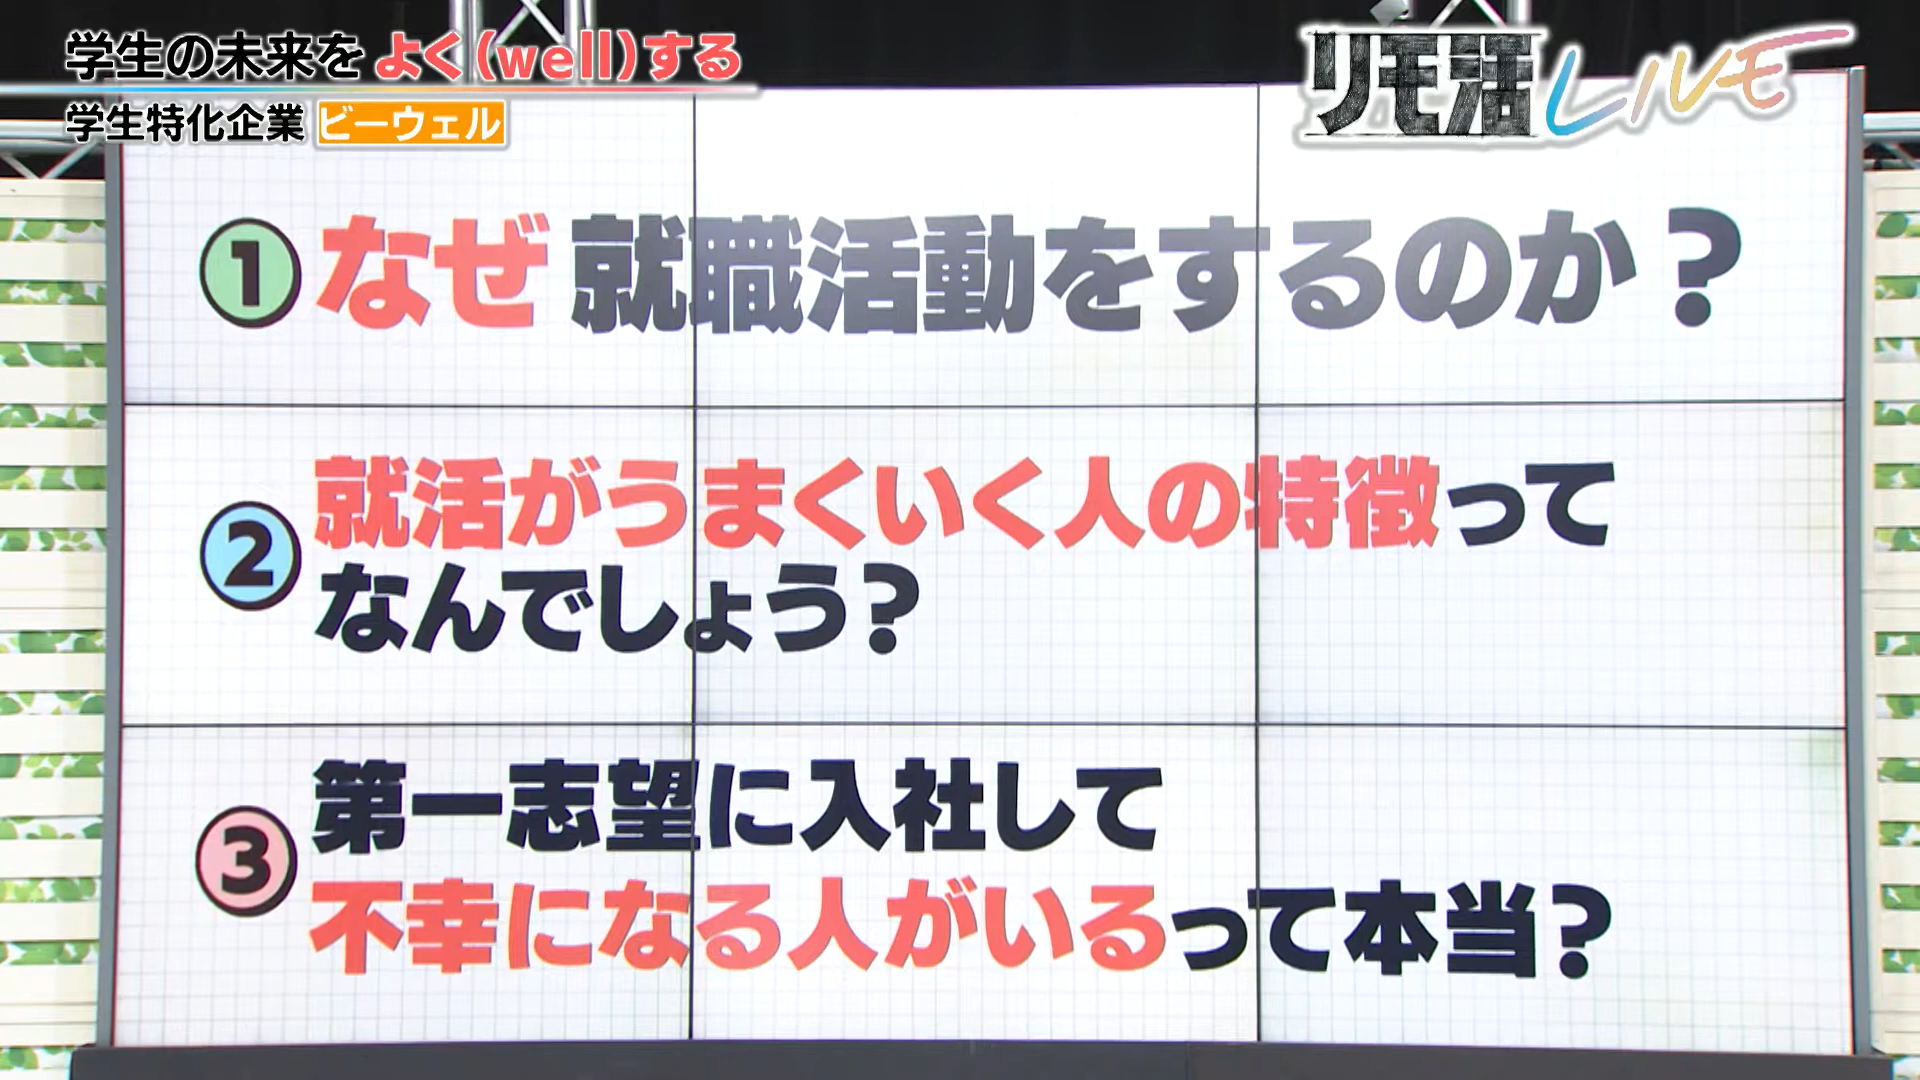 学生の未来をよく(well)する
学生特化企業 ビーウェル
リモ活LIVE
①なぜ就職活動をするのか?
②就活がうまくいく人の特徴って
なんでしょう?
③第一志望に入社して
不幸になる人がいるって本当?